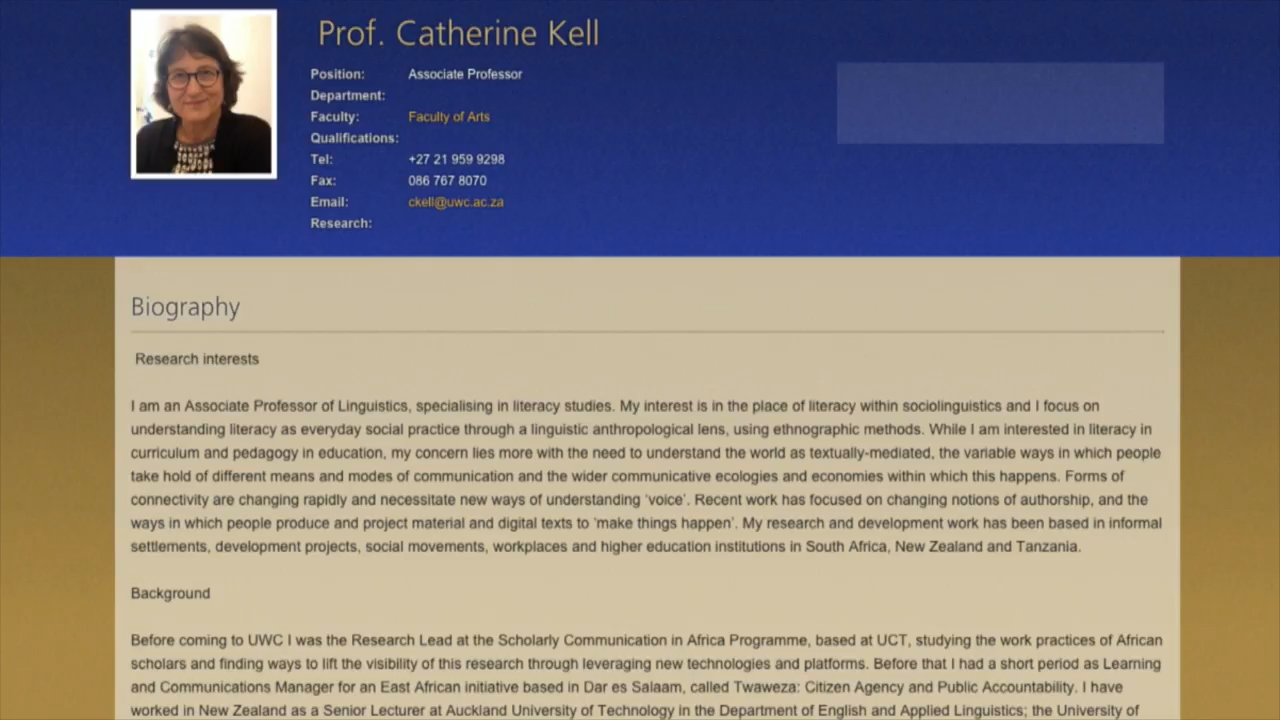 Prof. Catherine Kell
Position: Associate Professor
Department:
Faculty: Faculty of Arts
Qualifications:
Tel: +27 21 959 9298
Fax: 086 767 8070
Email: ckell@uwc.ac.za
Research:
Biography
Research interests
I am an Associate Professor of Linguistics, specialising in literacy studies. My interest is in the place of literacy within sociolinguistics and I focus on
understanding literacy as everyday social practice through a linguistic anthropological lens, using ethnographic methods. While I am interested in literacy in
curriculum and pedagogy in education, my concern lies more with the need to understand the world as textually-mediated, the variable ways in which people
take hold of different means and modes of communication and the wider communicative ecologies and economies within which this happens. Forms of
connectivity are changing rapidly and necessitate new ways of understanding ‘voice’. Recent work has focused on changing notions of authorship, and the
ways in which people produce and project material and digital texts to ‘make things happen’. My research and development work has been based in informal
settlements, development projects, social movements, workplaces and higher education institutions in South Africa, New Zealand and Tanzania.
Background
Before coming to UWC I was the Research Lead at the Scholarly Communication in Africa Programme, based at UCT, studying the work practices of African
scholars and finding ways to lift the visibility of this research through leveraging new technologies and platforms. Before that I had a short period as Learning
and Communications Manager for an East African initiative based in Dar es Salaam, called Twaweza: Citizen Agency and Public Accountability. I have
worked in New Zealand as a Senior Lecturer at Auckland University of Technology in the Department of English and Applied Linguistics; the University of